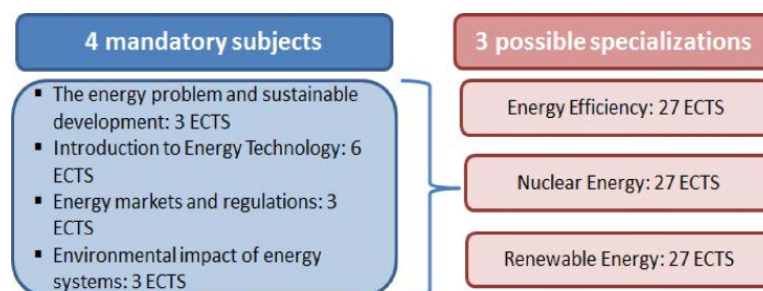 4 mandatory subjects
▪ The energy problem and sustainable
development: 3 ECTS
▪ Introduction to Energy Technology: 6
ECTS
▪ Energy markets and regulations: 3
ECTS
▪ Environmental impact of energy
systems: 3 ECTS
3 possible specializations
Energy Efficiency: 27 ECTS
Nuclear Energy: 27 ECTS
Renewable Energy: 27 ECTS